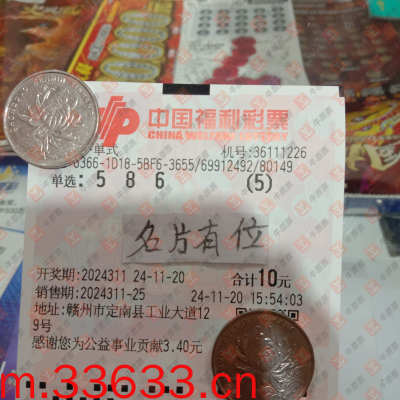 中国福利彩票
CHINA WELFARE LOTTERY
单式 机号:36111226
6366-1D18-5BF6-3655/69912492/80149
单选: 5 8 6 (5)
名片有位
开奖期:2024311 24-11-20 合计10元
销售期:2024311-25 24-11-20 15:54:03
地址:赣州市定南县工业大道12
9号
感谢您为公益事业贡献3.40元
m.33633.cn